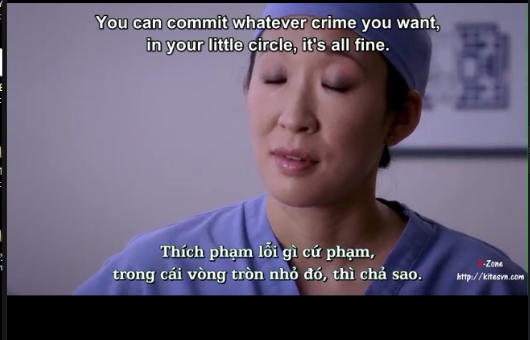 You can commit whatever crime you want,
in your little circle, it's all fine.
Thích phạm lỗi gì cứ phạm,
trong cái vòng tròn nhỏ đó, thì chả sao.
K-Zone
http://kitesvn.com